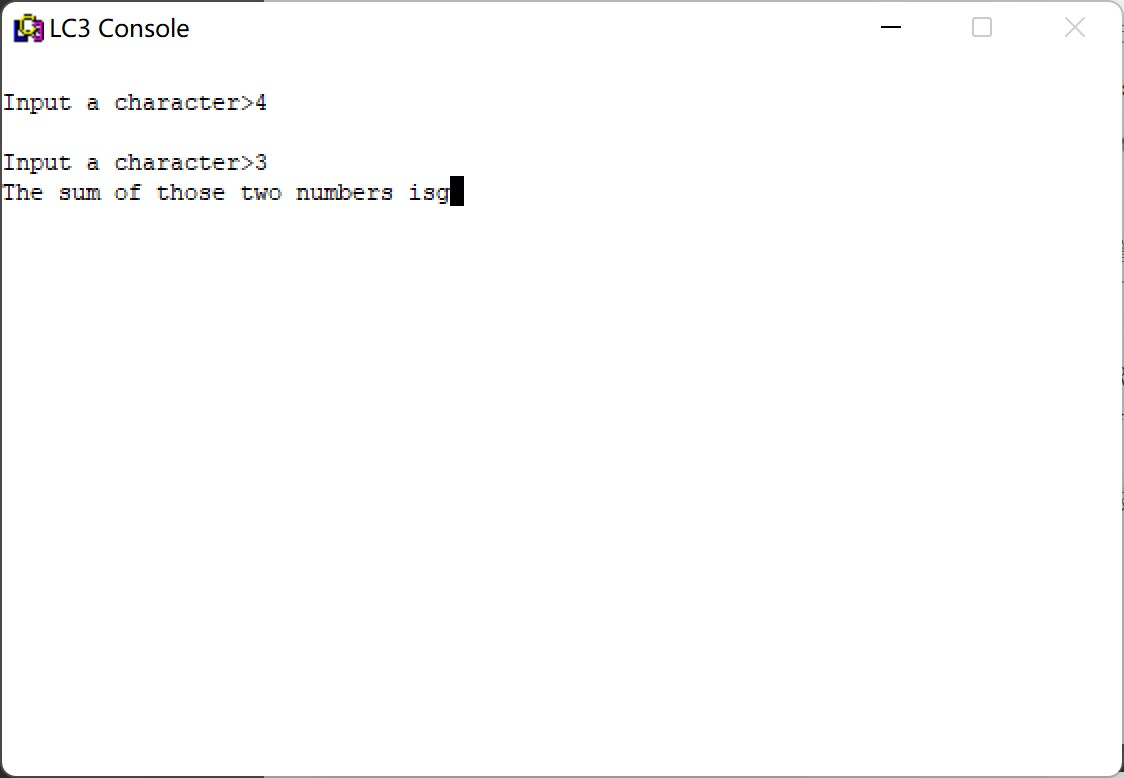 LC3 Console
Input a character>4
Input a character>3
The sum of those two numbers isg